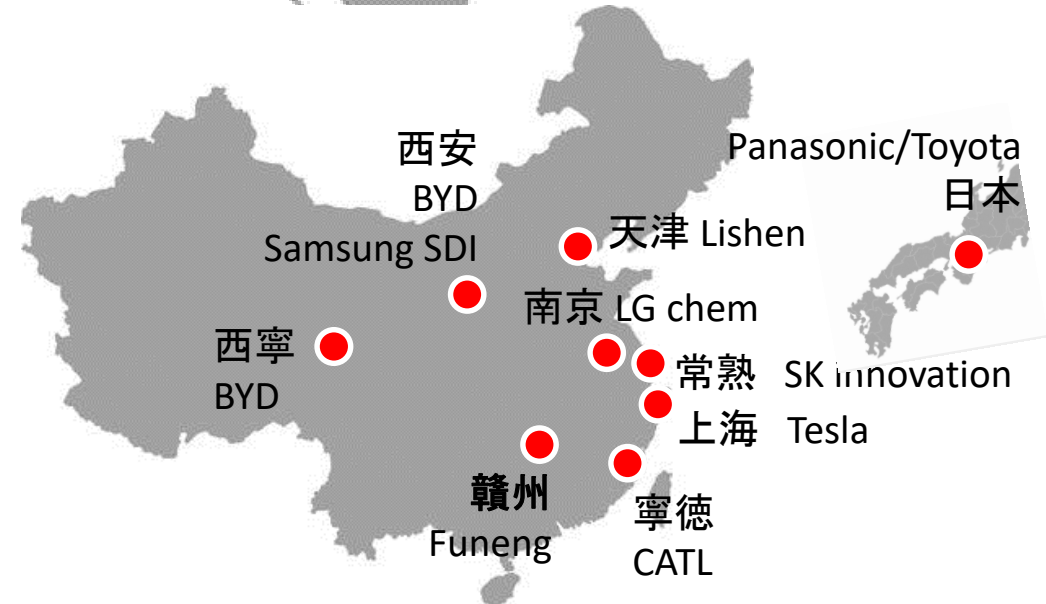 Panasonic/Toyota
日本
西安
BYD
Samsung SDI
天津 Lishen
南京 LG chem
西寧
BYD
常熟 SK innovation
上海 Tesla
贛州
Funeng
寧徳
CATL